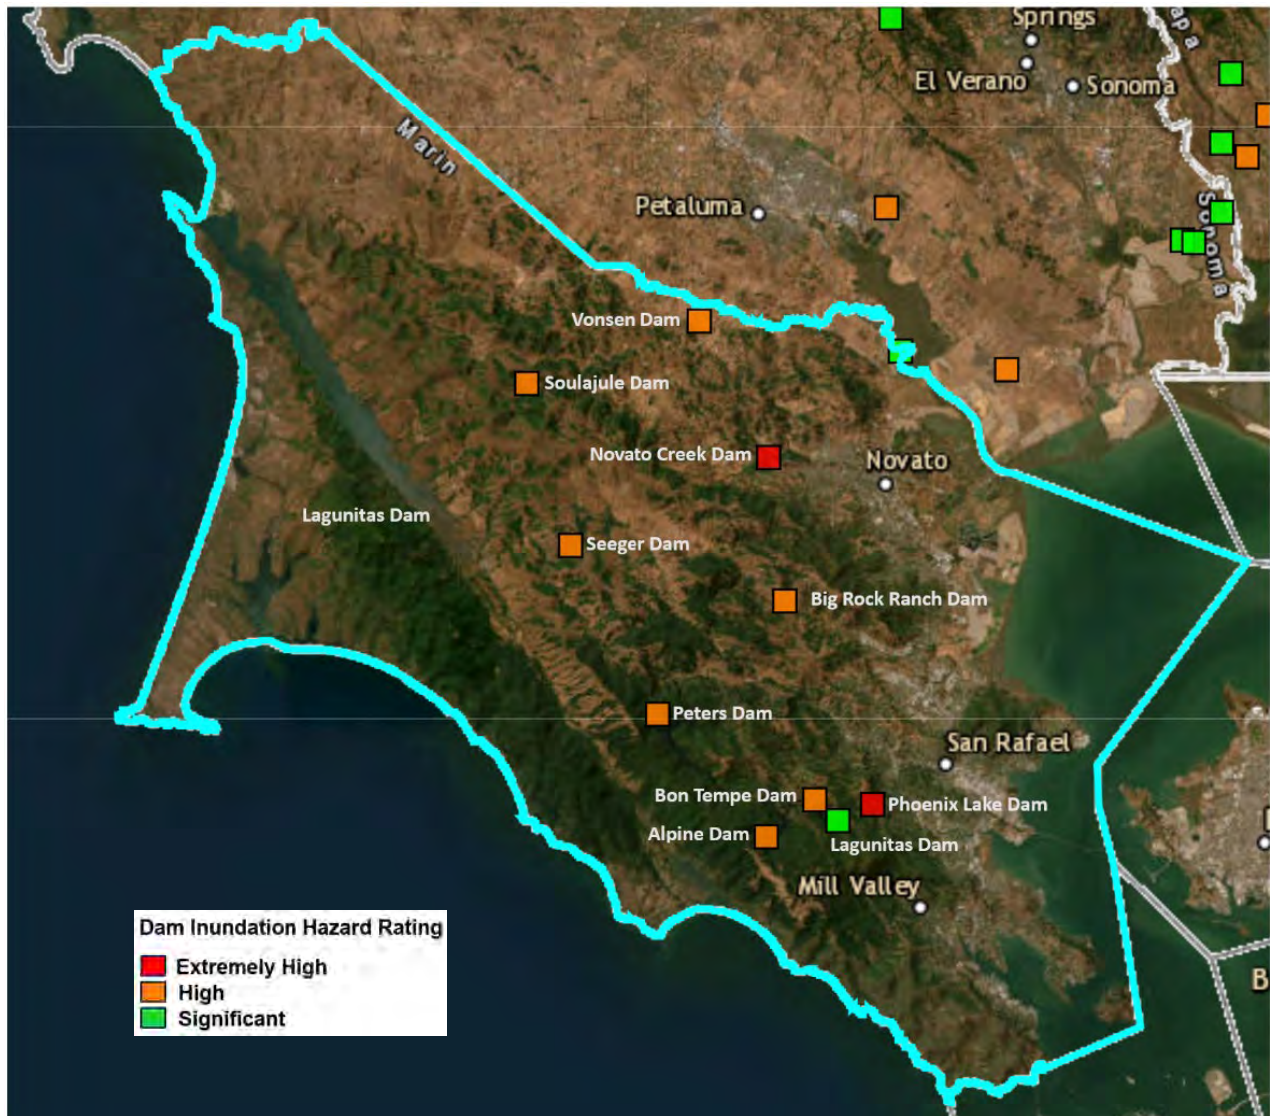 Springs
apa
El Verano
Sonoma
Marin
Petaluma
Sonoma
Vonsen Dam
Soulajule Dam
Novato Creek Dam
Novato
Lagunitas Dam
Seeger Dam
Big Rock Ranch Dam
Peters Dam
San Rafael
Bon Tempe Dam
Phoenix Lake Dam
Alpine Dam
Lagunitas Dam
Mill Valley
Dam Inundation Hazard Rating
Extremely High
High
Significant
B